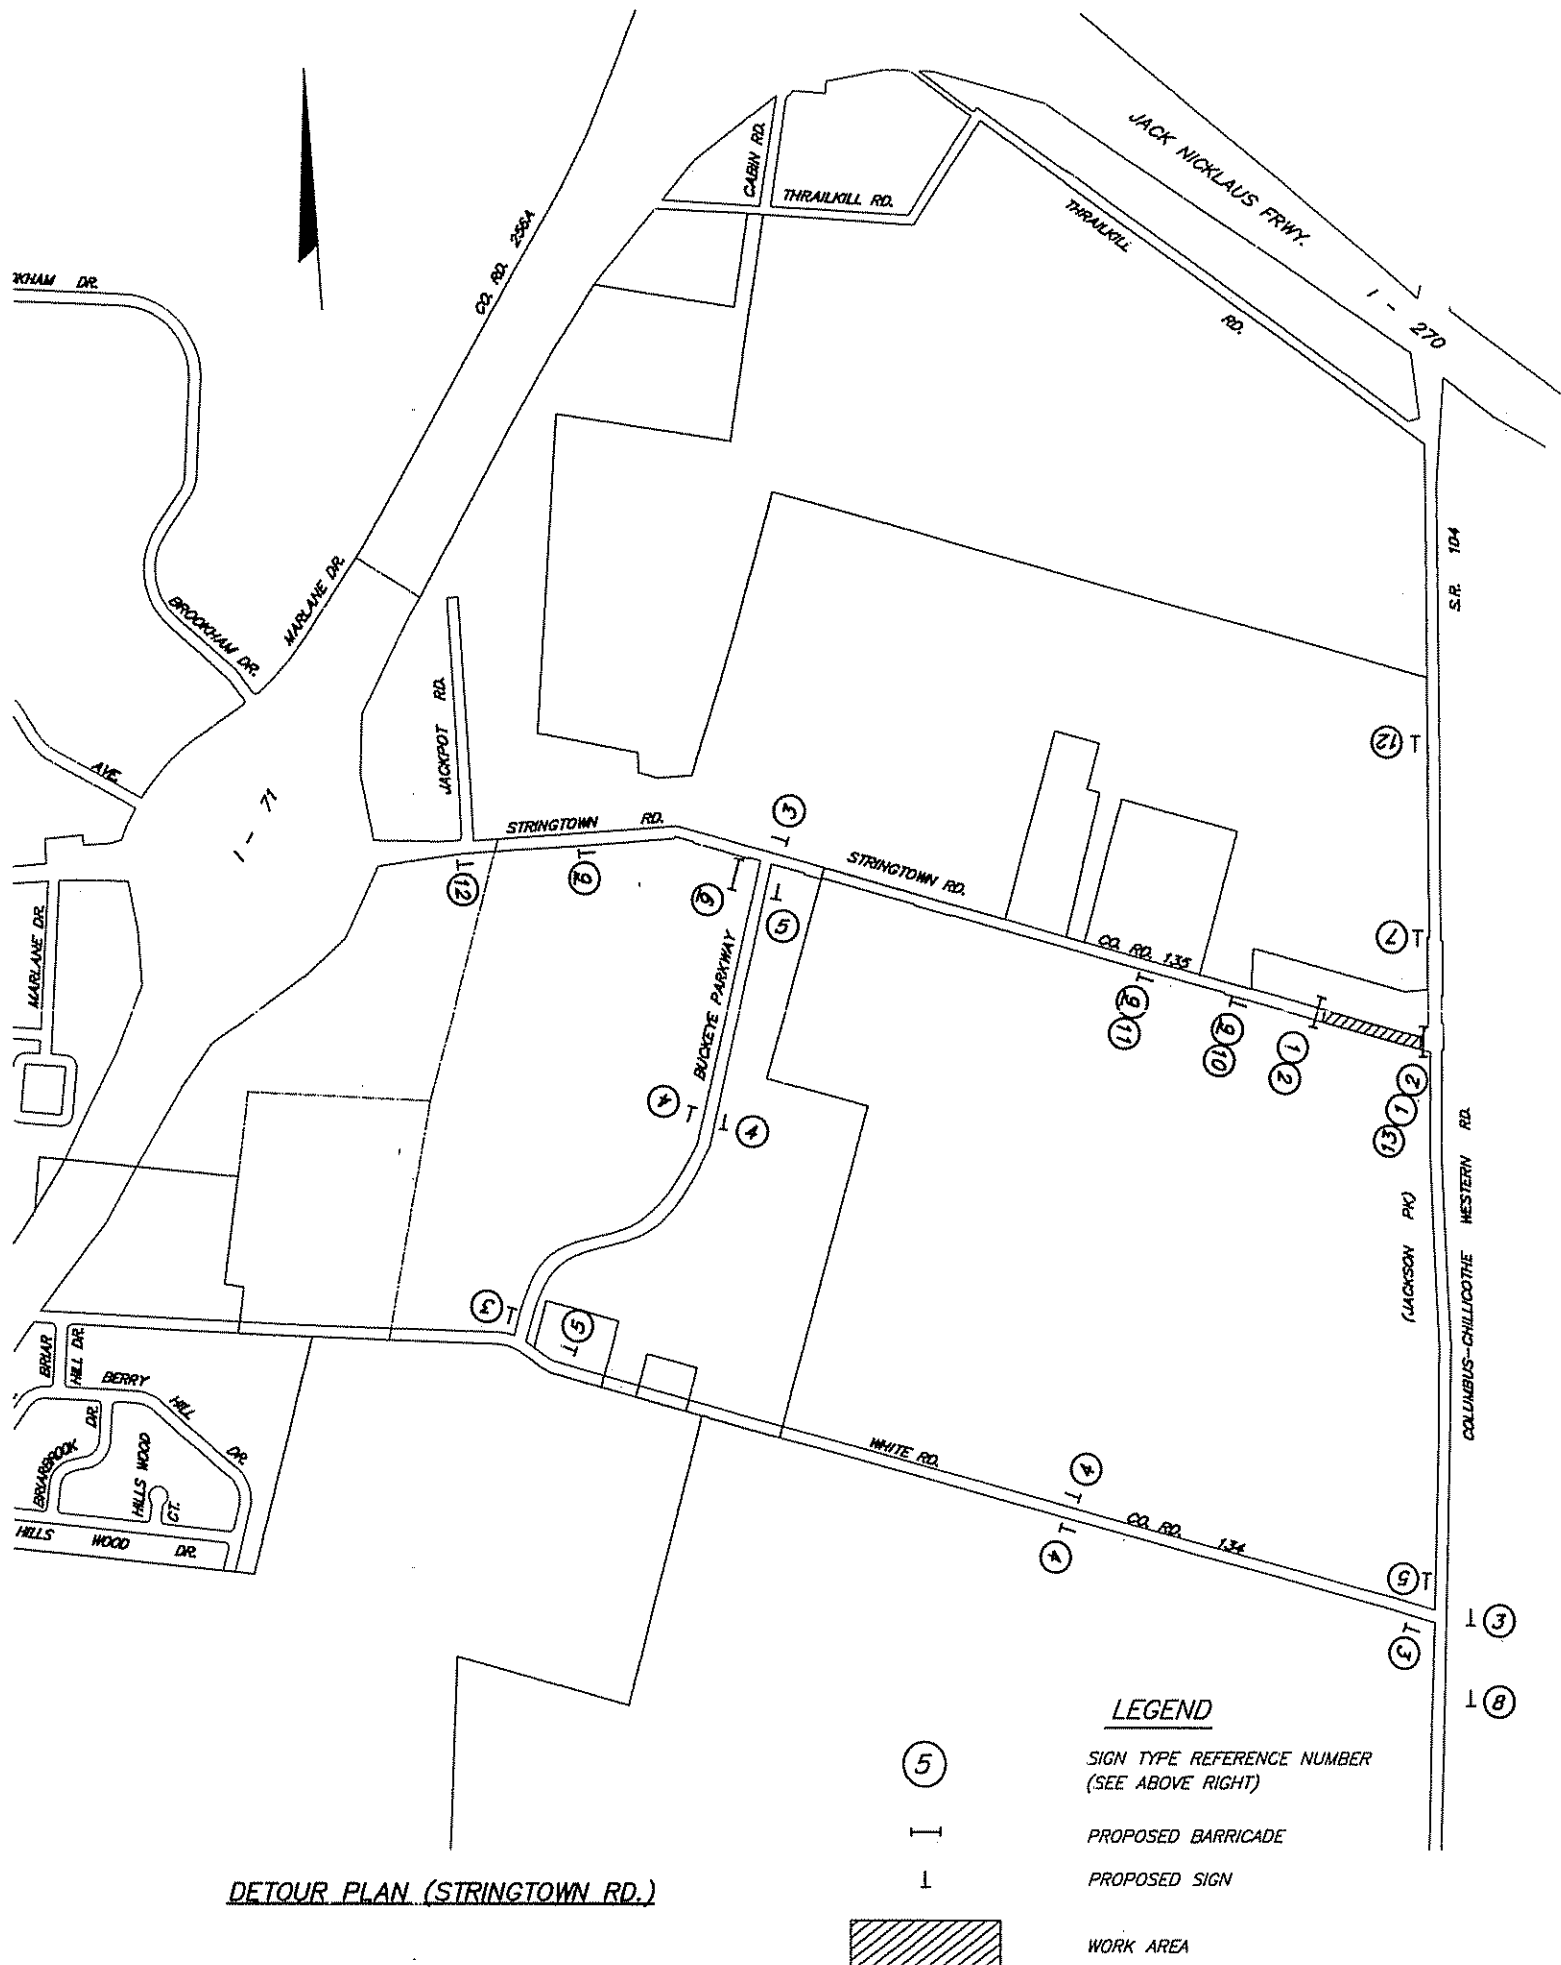 JACK NICKLAUS FRWY.
I - 270
CABIN RD.
THRAILKILL RD.
THRAILKILL RD.
CO. RD. 256A
KHAM DR.
BROOKHAM DR.
MARLANE DR.
S.R. 104
JACKPOT RD.
AVE.
I - 71
12
3
STRINGTOWN RD.
STRINGTOWN RD.
12
9
6
5
7
MARLANE DR.
BUCKEYE PARKWAY
CO. RD. 135
9
11
9
10
1
2
2
1
13
4
4
(JACKSON PK)
COLUMBUS-CHILLICOTHE WESTERN RD.
3
5
BRIAR HILL DR.
BERRY HILL DR.
BRIARBROOK DR.
HILLS WOOD CT.
HILLS WOOD DR.
WHITE RD.
4
4
CO. RD. 134
5
3
3
8
LEGEND
5
SIGN TYPE REFERENCE NUMBER
(SEE ABOVE RIGHT)
PROPOSED BARRICADE
PROPOSED SIGN
WORK AREA
DETOUR PLAN (STRINGTOWN RD.)